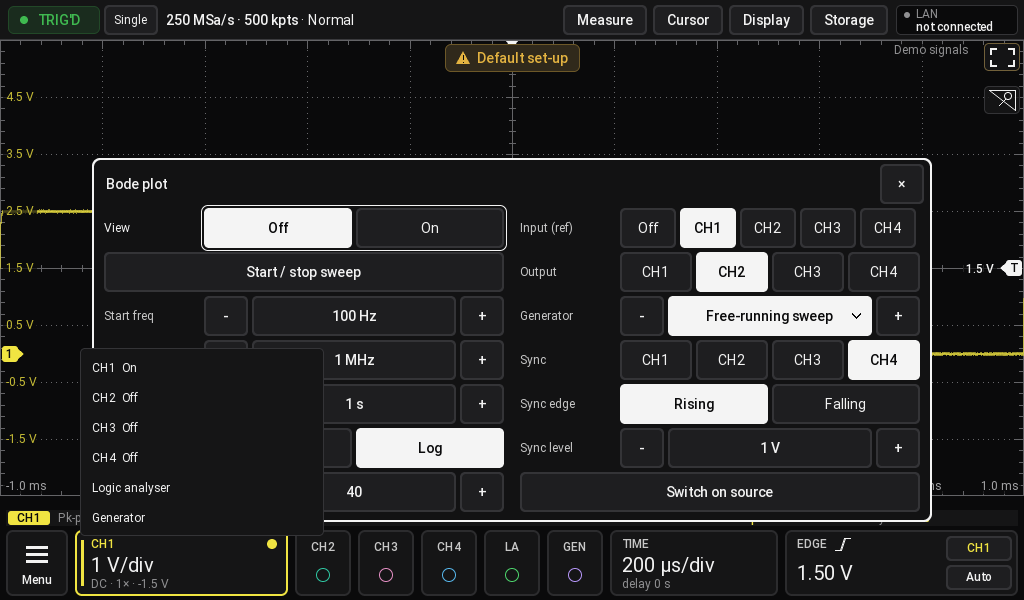 TRIG'D
Single
250 MSa/s · 500 kpts · Normal
Measure
Cursor
Display
Storage
LAN
not connected
Default set-up
Demo signals
4.5 V
3.5 V
2.5 V
1.5 V
0.5 V
-0.5 V
-1.5 V
1
1.5 V
T
-1.0 ms
1.0 ms
Bode plot
×
View
Off
On
Start / stop sweep
Start freq
-
100 Hz
+
1 MHz
+
1 s
+
Log
40
+
Input (ref)
Off
CH1
CH2
CH3
CH4
Output
CH1
CH2
CH3
CH4
Generator
-
Free-running sweep
+
Sync
CH1
CH2
CH3
CH4
Sync edge
Rising
Falling
Sync level
-
1 V
+
Switch on source
CH1 On
CH2 Off
CH3 Off
CH4 Off
Logic analyser
Generator
CH1
Menu
CH1
1 V/div
DC · 1× · -1.5 V
CH2
CH3
CH4
LA
GEN
TIME
200 µs/div
delay 0 s
EDGE
1.50 V
CH1
Auto